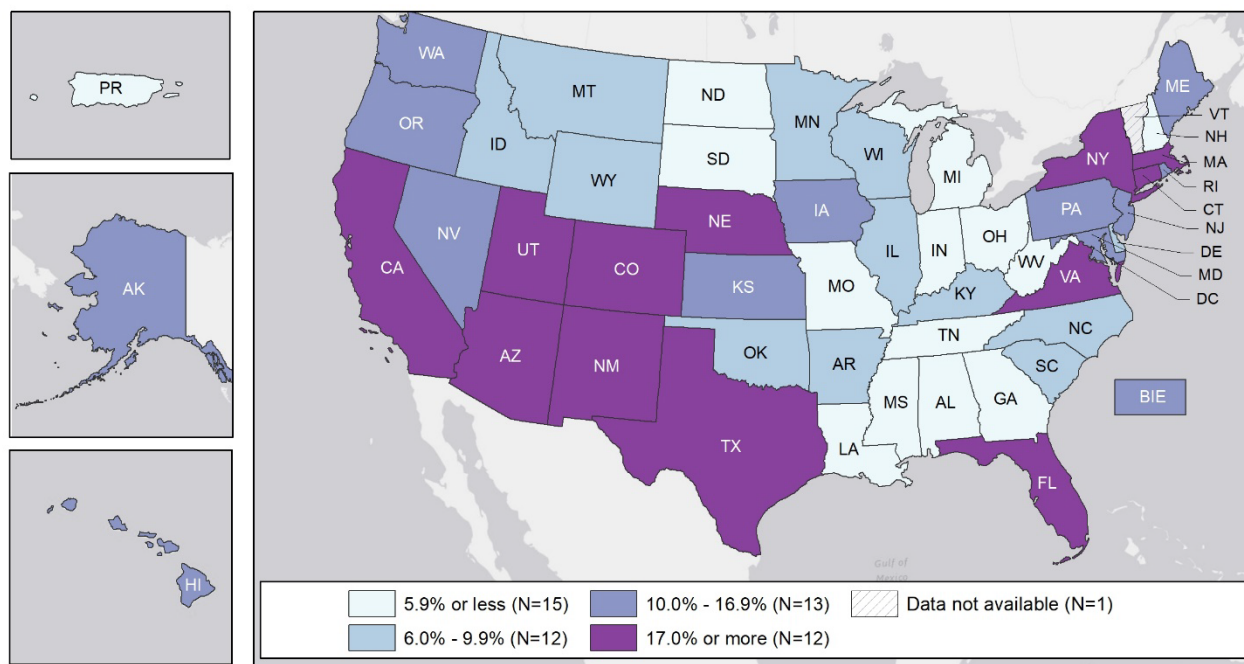 PR
AK
HI
WA
OR
CA
NV
ID
MT
WY
UT
CO
AZ
NM
ND
SD
NE
KS
OK
TX
MN
IA
MO
AR
LA
WI
IL
MI
IN
OH
KY
TN
MS
AL
GA
FL
SC
NC
VA
WV
PA
NY
ME
VT
NH
MA
RI
CT
NJ
DE
MD
DC
BIE
Gulf of
Mexico
5.9% or less (N=15)
10.0% - 16.9% (N=13)
Data not available (N=1)
6.0% - 9.9% (N=12)
17.0% or more (N=12)